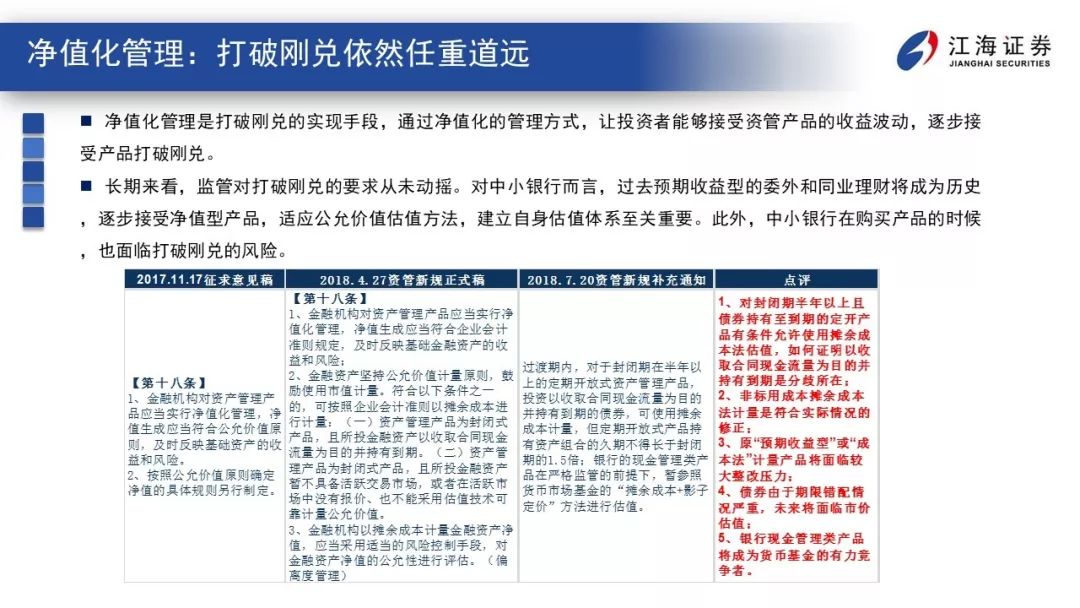 净值化管理：打破刚兑依然任重道远
江海证券
JIANGHAI SECURITIES
■ 净值化管理是打破刚兑的实现手段，通过净值化的管理方式，让投资者能够接受资管产品的收益波动，逐步接
受产品打破刚兑。
■ 长期来看，监管对打破刚兑的要求从未动摇。对中小银行而言，过去预期收益型的委外和同业理财将成为历史
，逐步接受净值型产品，适应公允价值估值方法，建立自身估值体系至关重要。此外，中小银行在购买产品的时候
，也面临打破刚兑的风险。
2017.11.17征求意见稿
【第十八条】
1、金融机构对资产管理产
品应当实行净值化管理，净
值生成应当符合公允价值原
则，及时反映基础资产的收
益和风险。
2、按照公允价值原则确定
净值的具体规则另行制定。
2018.4.27资管新规正式稿
【第十八条】
1、金融机构对资产管理产品应当实行净
值化管理，净值生成应当符合企业会计
准则规定，及时反映基础金融资产的收
益和风险；
2、金融资产坚持公允价值计量原则，鼓
励使用市值计量。符合以下条件之一
的，可按照企业会计准则以摊余成本进
行计量：（一）资产管理产品为封闭式
产品，且所投金融资产以收取合同现金
流量为目的并持有到期。（二）资产管
理产品为封闭式产品，且所投金融资产
暂不具备活跃交易市场，或者在活跃市
场中没有报价、也不能采用估值技术可
靠计量公允价值。
3、金融机构以摊余成本计量金融资产净
值，应当采用适当的风险控制手段，对
金融资产净值的公允性进行评估。（偏
离度管理）
2018.7.20资管新规补充通知
过渡期内，对于封闭期在半年以
上的定期开放式资产管理产品，
投资以收取合同现金流量为目的
并持有到期的债券，可使用摊余
成本计量，但定期开放式产品持
有资产组合的久期不得长于封闭
期的1.5倍；银行的现金管理类产
品在严格监管的前提下，暂参照
货币市场基金的“摊余成本+影子
定价”方法进行估值。
点评
1、对封闭期半年以上且
债券持有至到期的定开产
品有条件允许使用摊余成
本法估值，如何证明以收
取合同现金流量为目的并
持有到期是分歧所在；
2、非标用成本摊余成本
法计量是符合实际情况的
修正；
3、原“预期收益型”或“成
本法”计量产品将面临较
大整改压力；
4、债券由于期限错配情
况严重，未来将面临市价
估值；
5、银行现金管理类产品
将成为货币基金的有力竞
争者。